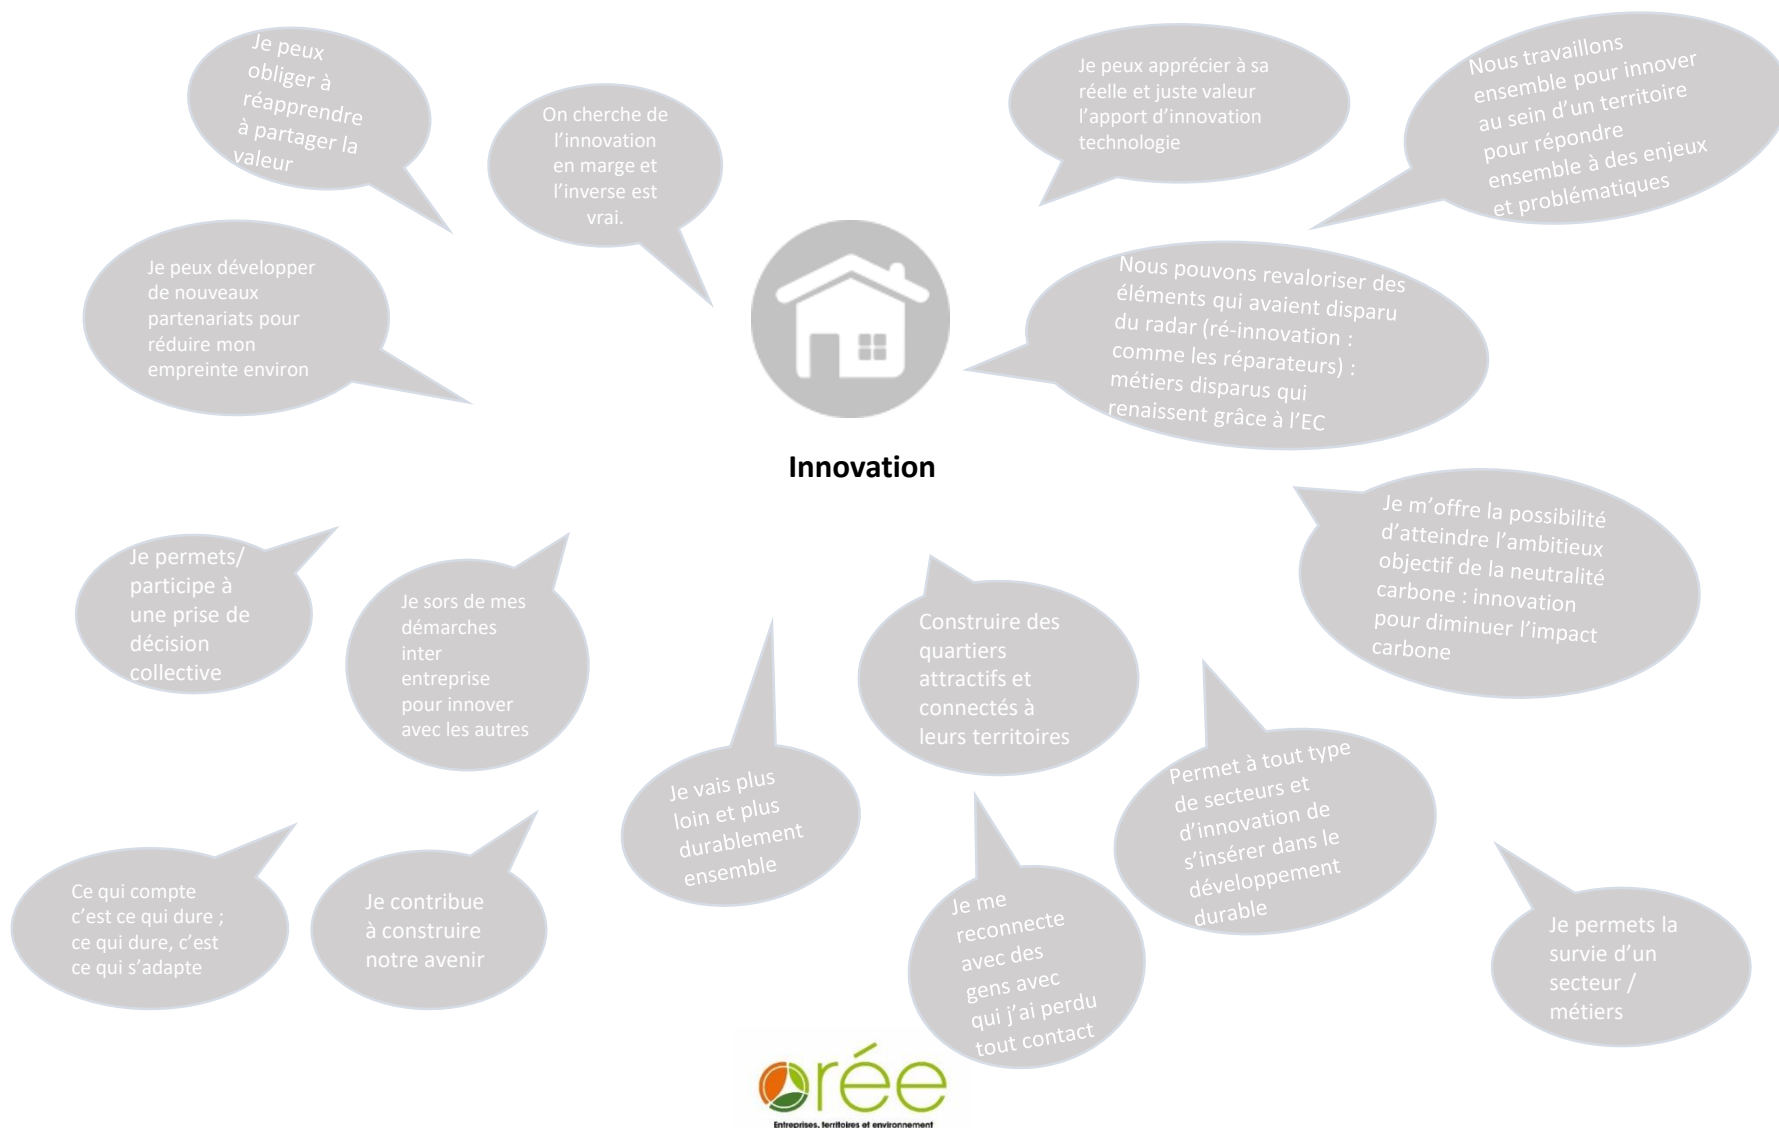 Je peux
obliger à
réapprendre
à partager la
valeur
On cherche de
l'innovation
en marge et
l'inverse est
vrai.
Je peux apprécier à sa
réelle et juste valeur
l'apport d'innovation
technologie
Nous travaillons
ensemble pour innover
au sein d'un territoire
pour répondre
ensemble à des enjeux
et problématiques
Je peux développer
de nouveaux
partenariats pour
réduire mon
empreinte environ
Nous pouvons revaloriser des
éléments qui avaient disparu
du radar (ré-innovation :
comme les réparateurs) :
métiers disparus qui
renaissent grâce à l'EC
Innovation
Je permets/
participe à
une prise de
décision
collective
Je sors de mes
démarches
inter
entreprise
pour innover
avec les autres
Construire des
quartiers
attractifs et
connectés à
leurs territoires
Je m'offre la possibilité
d'atteindre l'ambitieux
objectif de la neutralité
carbone : innovation
pour diminuer l'impact
carbone
Je vais plus
loin et plus
durablement
ensemble
Permet à tout type
de secteurs et
d'innovation de
s'insérer dans le
développement
durable
Ce qui compte
c'est ce qui dure ;
ce qui dure, c'est
ce qui s'adapte
Je contribue
à construire
notre avenir
Je me
reconnecte
avec des
gens avec
qui j'ai perdu
tout contact
Je permets la
survie d'un
secteur /
métiers
orée
Entreprises, territoires et environnement